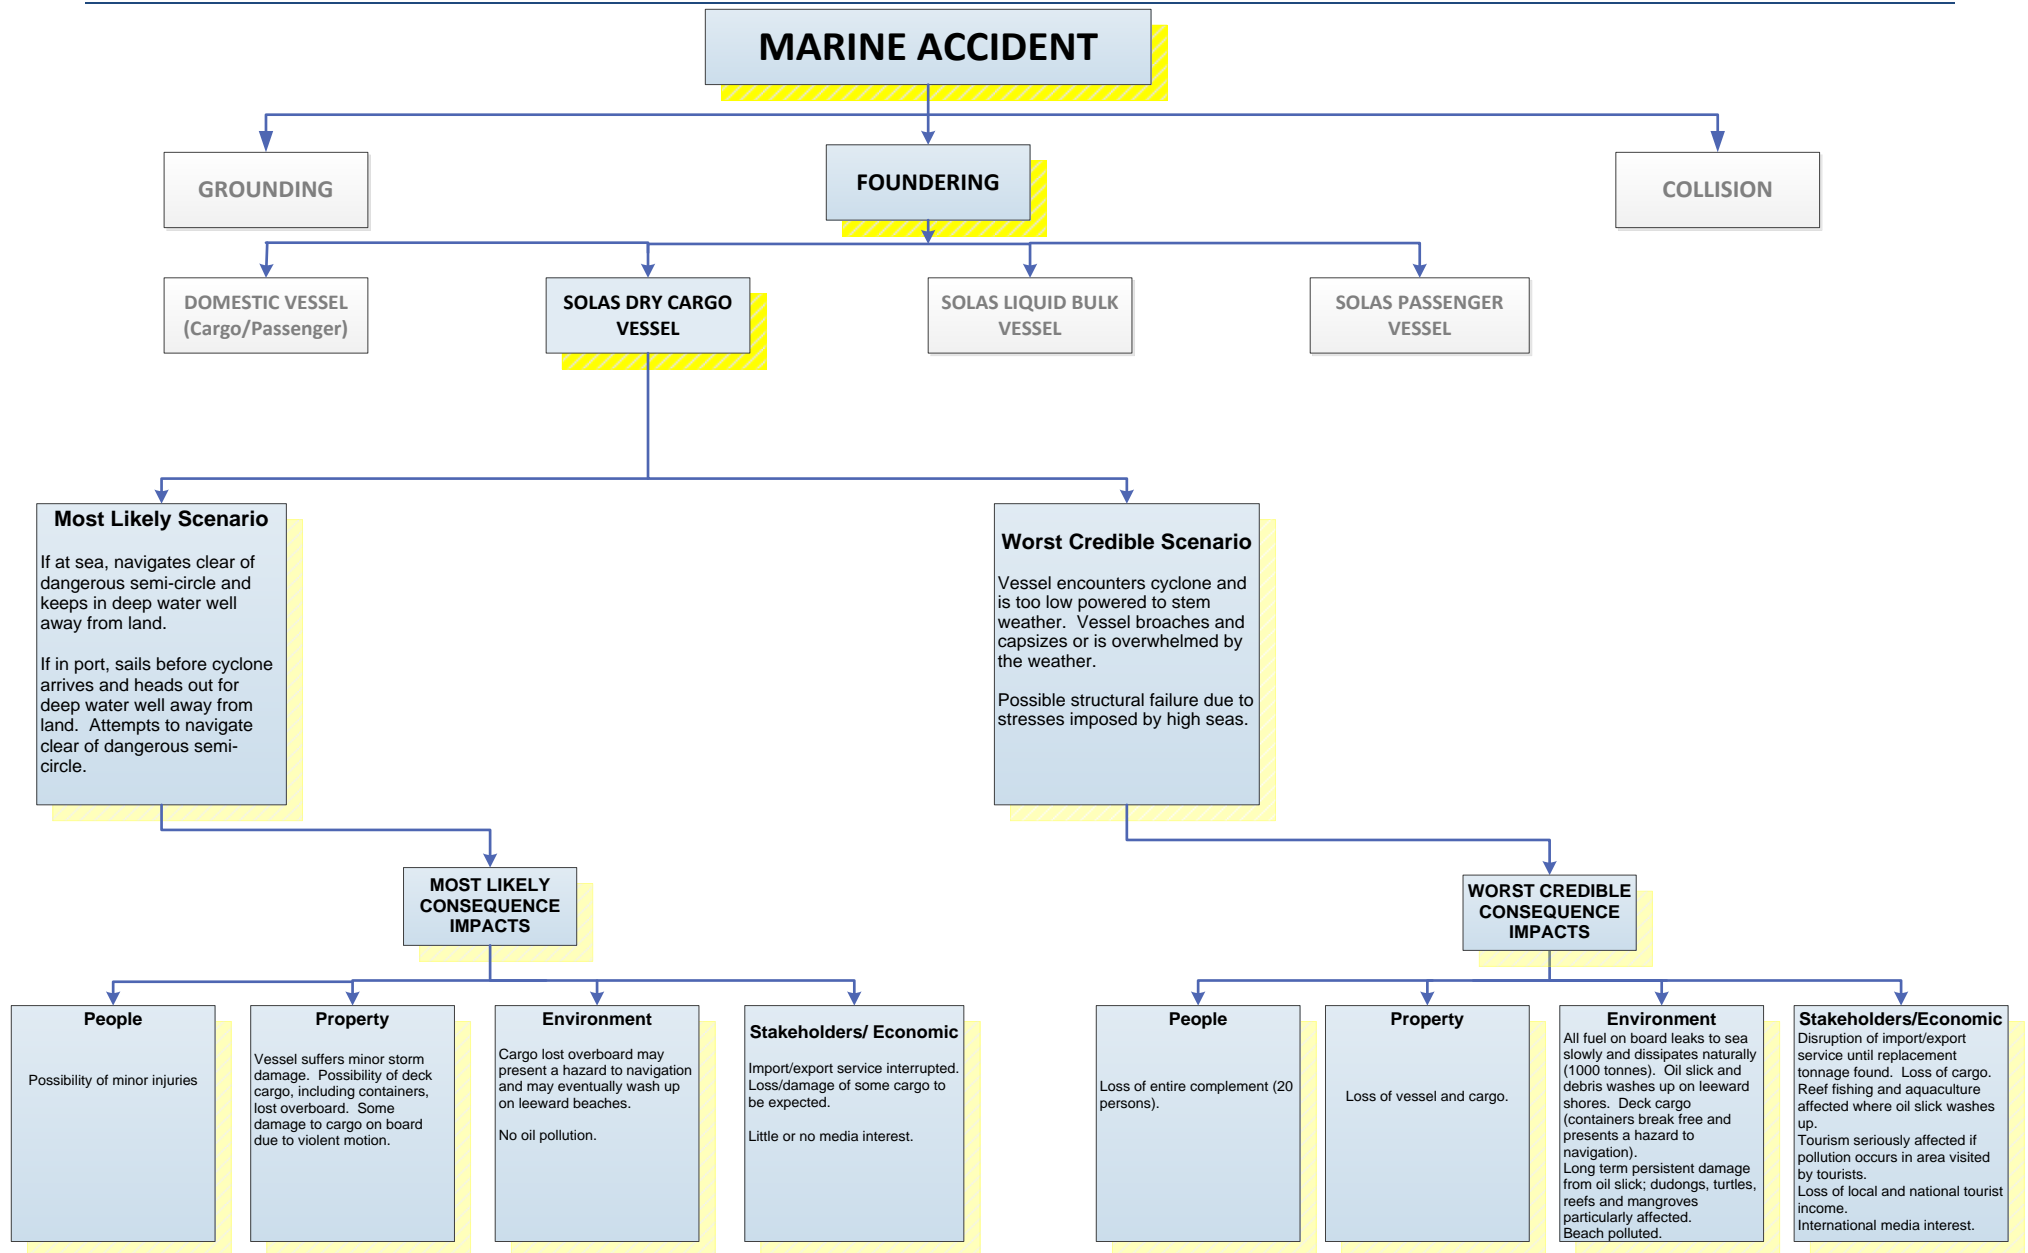 MARINE ACCIDENT
GROUNDING
FOUNDERING
COLLISION
DOMESTIC VESSEL
(Cargo/Passenger)
SOLAS DRY CARGO
VESSEL
SOLAS LIQUID BULK
VESSEL
SOLAS PASSENGER
VESSEL
Most Likely Scenario
If at sea, navigates clear of
dangerous semi-circle and
keeps in deep water well
away from land.
If in port, sails before cyclone
arrives and heads out for
deep water well away from
land.  Attempts to navigate
clear of dangerous semi-
circle.
Worst Credible Scenario
Vessel encounters cyclone and
is too low powered to stem
weather.  Vessel broaches and
capsizes or is overwhelmed by
the weather.
Possible structural failure due to
stresses imposed by high seas.
MOST LIKELY
CONSEQUENCE
IMPACTS
WORST CREDIBLE
CONSEQUENCE
IMPACTS
People
Possibility of minor injuries
Property
Vessel suffers minor storm
damage.  Possibility of deck
cargo, including containers,
lost overboard.  Some
damage to cargo on board
due to violent motion.
Environment
Cargo lost overboard may
present a hazard to navigation
and may eventually wash up
on leeward beaches.
No oil pollution.
Stakeholders/ Economic
Import/export service interrupted.
Loss/damage of some cargo to
be expected.
Little or no media interest.
People
Loss of entire complement (20
persons).
Property
Loss of vessel and cargo.
Environment
All fuel on board leaks to sea
slowly and dissipates naturally
(1000 tonnes).  Oil slick and
debris washes up on leeward
shores.  Deck cargo
(containers break free and
presents a hazard to
navigation).
Long term persistent damage
from oil slick; dudongs, turtles,
reefs and mangroves
particularly affected.
Beach polluted.
Stakeholders/Economic
Disruption of import/export
service until replacement
tonnage found.  Loss of cargo.
Reef fishing and aquaculture
affected where oil slick washes
up.
Tourism seriously affected if
pollution occurs in area visited
by tourists.
Loss of local and national tourist
income.
International media interest.